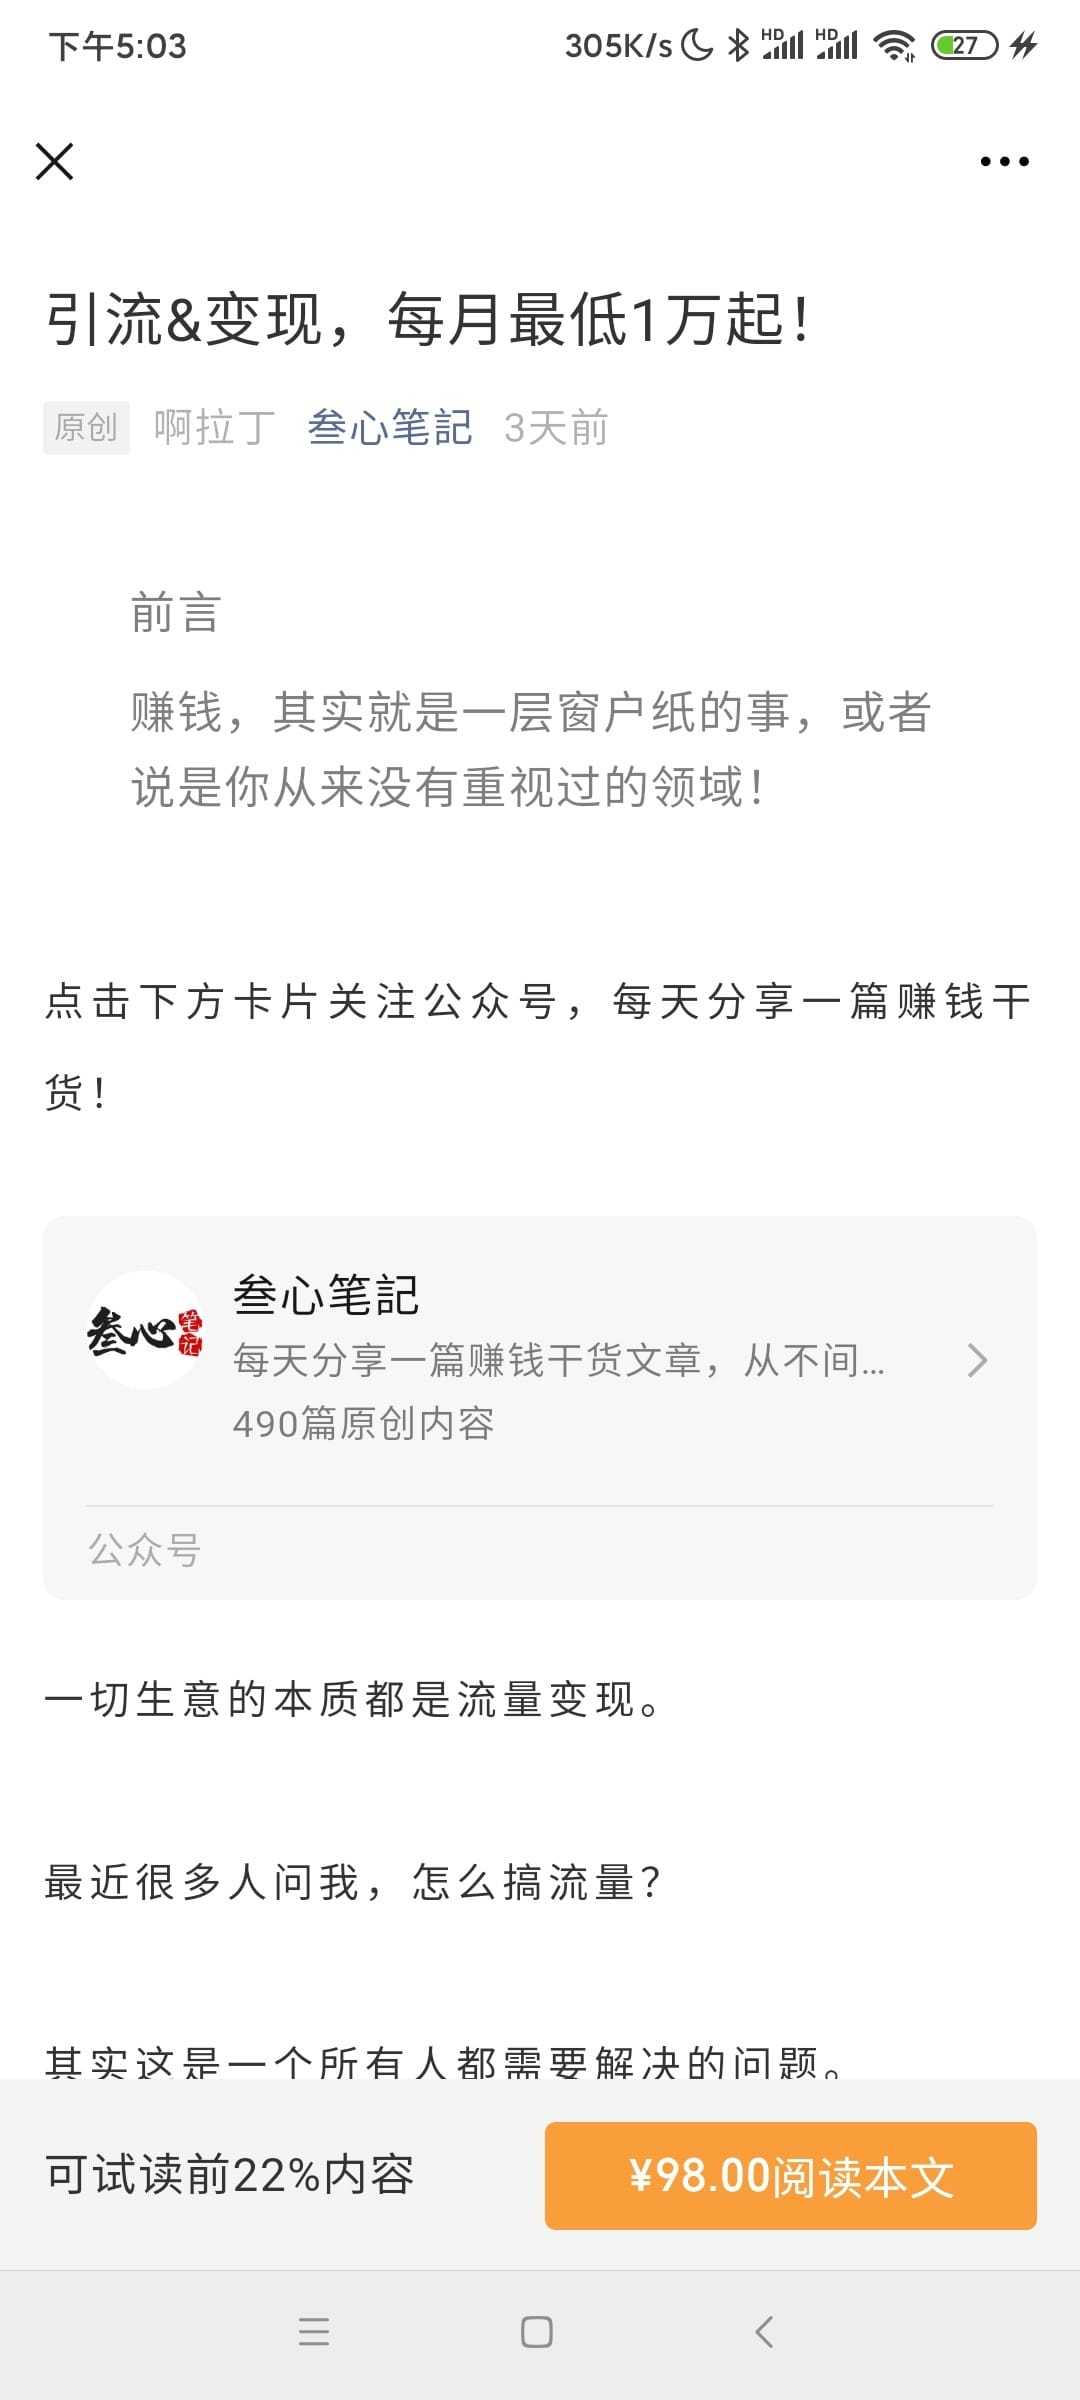 下午5:03 305K/s HD HD 27
引流&变现，每月最低1万起！
原创 啊拉丁 叁心笔記 3天前
前言
赚钱，其实就是一层窗户纸的事，或者
说是你从来没有重视过的领域！
点击下方卡片关注公众号，每天分享一篇赚钱干
货！
叁心笔记
叁心笔記
每天分享一篇赚钱干货文章，从不间...
490篇原创内容
公众号
一切生意的本质都是流量变现。
最近很多人问我，怎么搞流量？
其实这是一个所有人都需要解决的问题。
可试读前22%内容 ¥98.00阅读本文